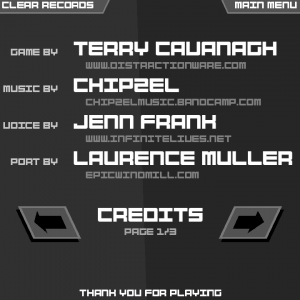 CLEAR RECORDS
MAIN MENU
GAME BY TERRY CAVANAGH
WWW.DISTRACTIONWARE.COM
MUSIC BY CHIPZEL
CHIPZELMUSIC.BANDCAMP.COM
VOICE BY JENN FRANK
WWW.INFINITELIVES.NET
PORT BY LAURENCE MULLER
EPICWINDMILL.COM
CREDITS
PAGE 1/3
THANK YOU FOR PLAYING